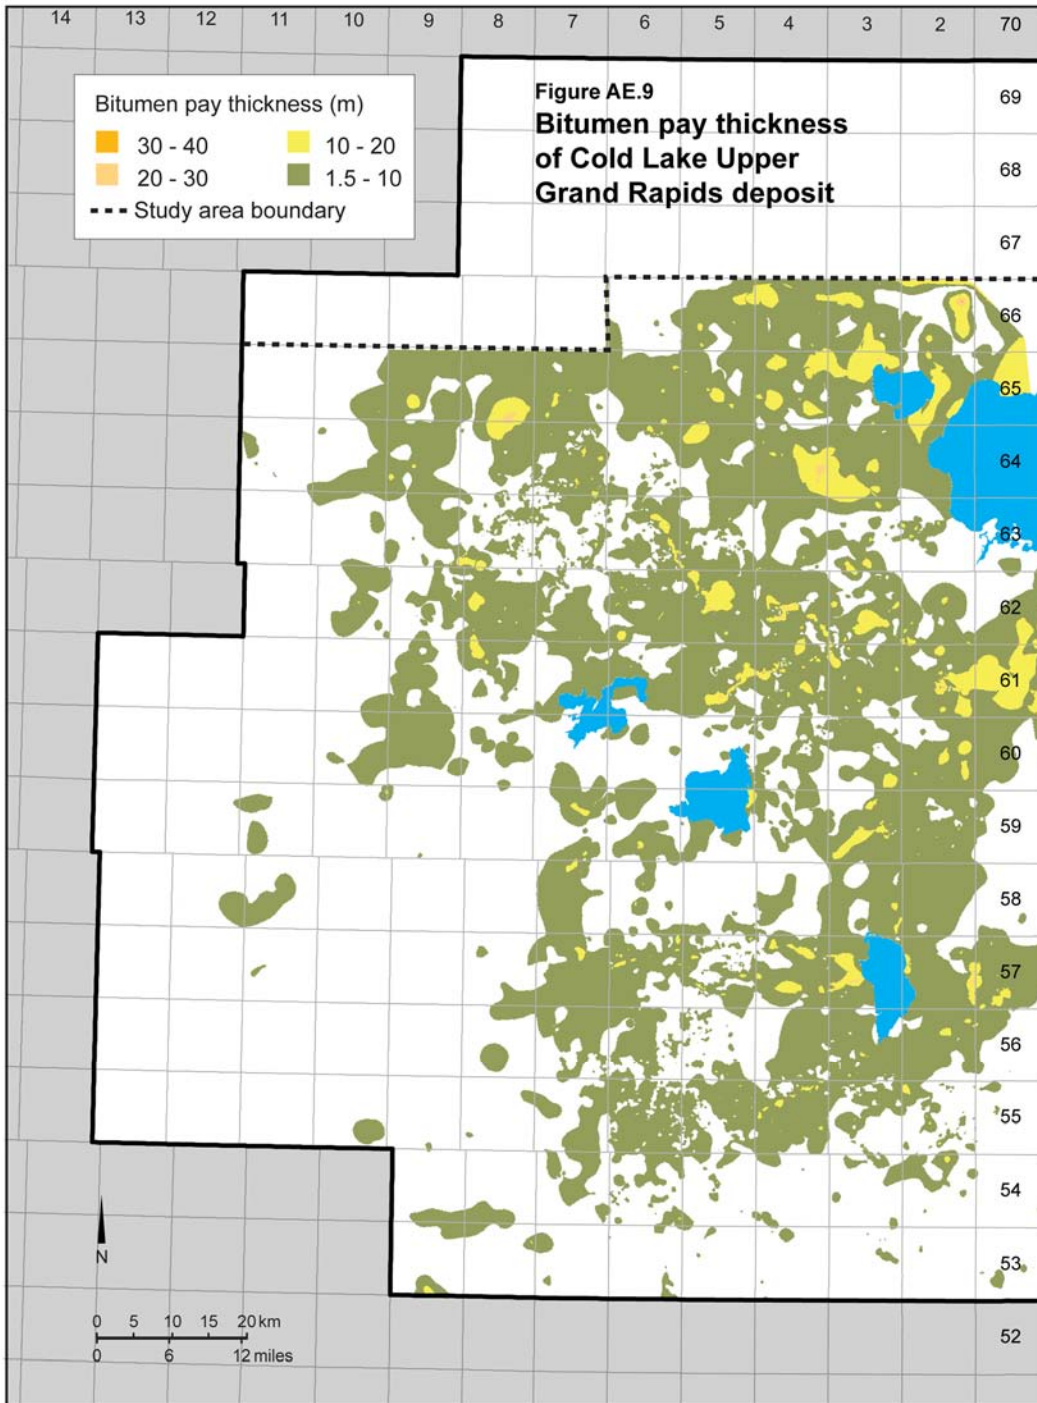 14 13 12 11 10 9 8 7 6 5 4 3 2 70
Figure AE.9
Bitumen pay thickness
of Cold Lake Upper
Grand Rapids deposit
Bitumen pay thickness (m)
30 - 40
10 - 20
20 - 30
1.5 - 10
Study area boundary
69
68
67
66
65
64
63
62
61
60
59
58
57
56
55
54
53
52
N
0 5 10 15 20 km
0 6 12 miles